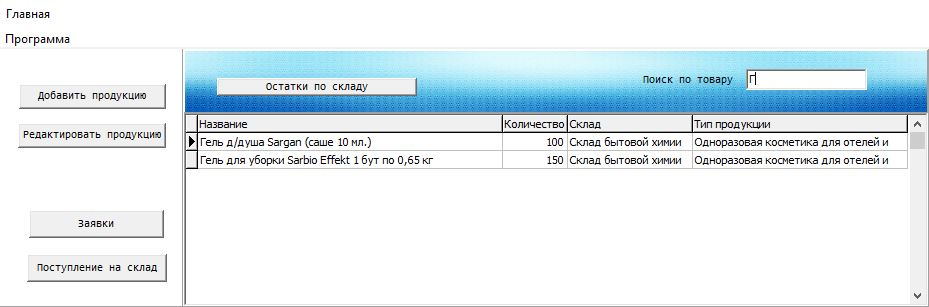 Главная
Программа
Добавить продукцию
Редактировать продукцию
Заявки
Поступление на склад
Остатки по складу
Поиск по товару Г
Название Количество Склад Тип продукции
Гель д/душа Sargan (саше 10 мл.) 100 Склад бытовой химии Одноразовая косметика для отелей и
Гель для уборки Sarbio Effekt 1 бут по 0,65 кг 150 Склад бытовой химии Одноразовая косметика для отелей и